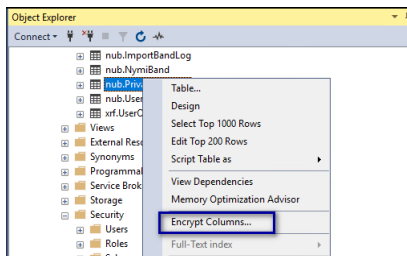 Object Explorer
Connect
nub.ImportBandLog
nub.NymiBand
nub.Priv
nub.User
xrf.UserC
Views
External Reso
Synonyms
Programmal
Service Brok
Storage
Security
Users
Roles
Table...
Design
Select Top 1000 Rows
Edit Top 200 Rows
Script Table as
View Dependencies
Memory Optimization Advisor
Encrypt Columns...
Full-Text index